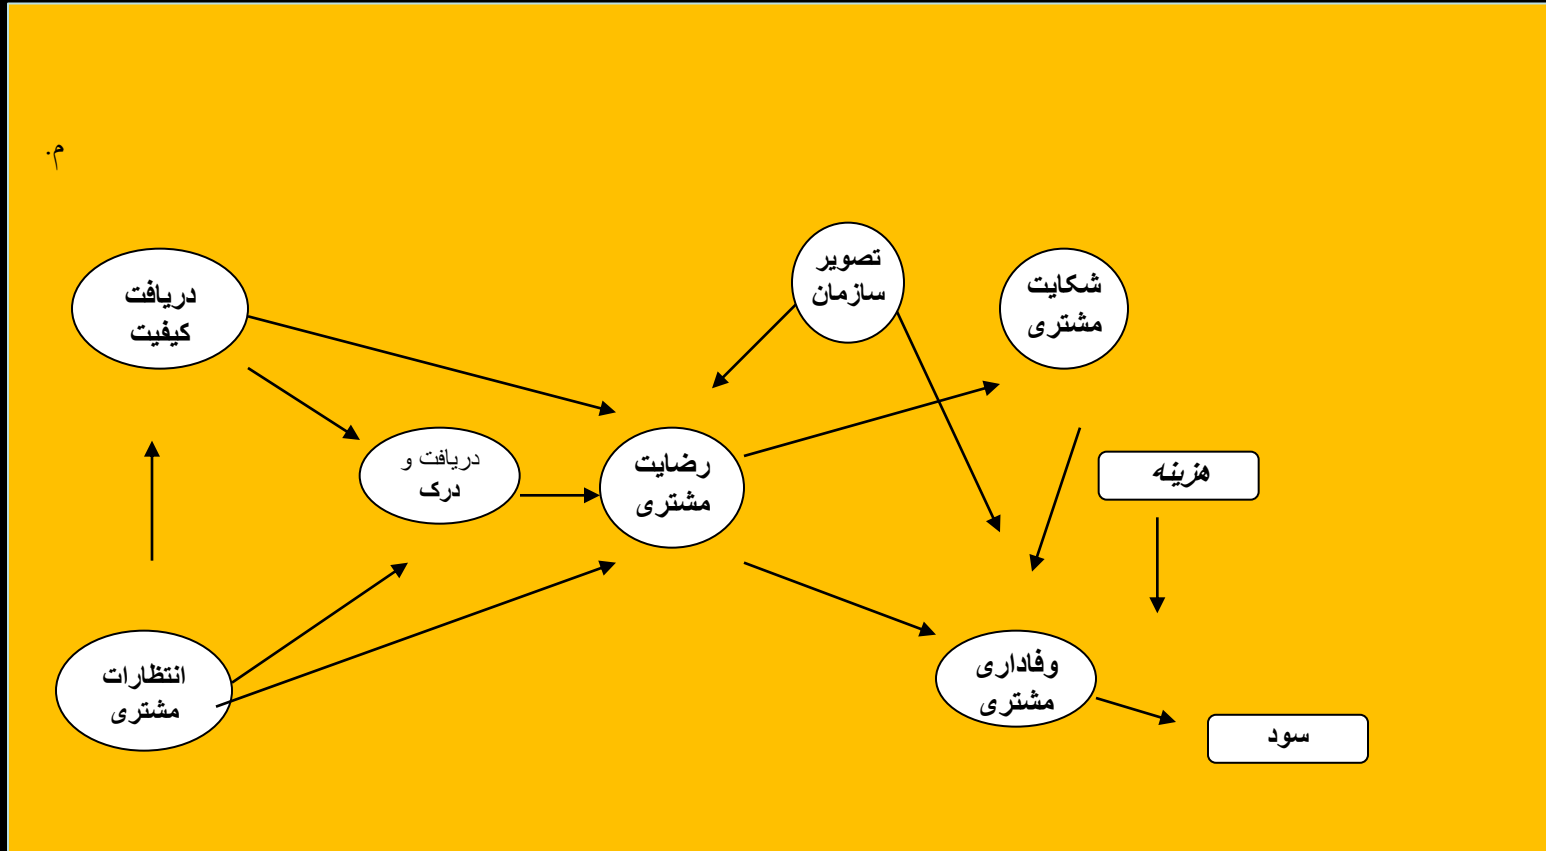 م.
تصویر
سازمان
شکایت
مشتری
دریافت
کیفیت
دریافت و
درک
رضایت
مشتری
هزینه
انتظارات
مشتری
وفاداری
مشتری
سود